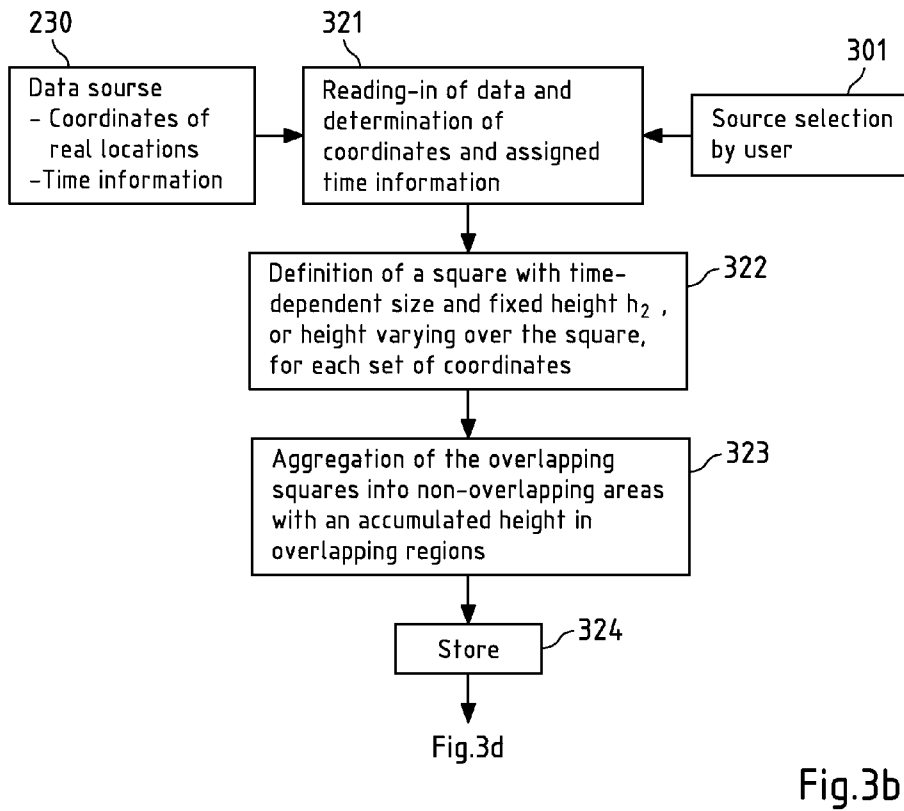 230
321
301
Data sourse
- Coordinates of
real locations
-Time information
Reading-in of data and
determination of
coordinates and assigned
time information
Source selection
by user
322
Definition of a square with time-
dependent size and fixed height h₂ ,
or height varying over the square,
for each set of coordinates
323
Aggregation of the overlapping
squares into non-overlapping areas
with an accumulated height in
overlapping regions
324
Store
Fig.3d
Fig.3b